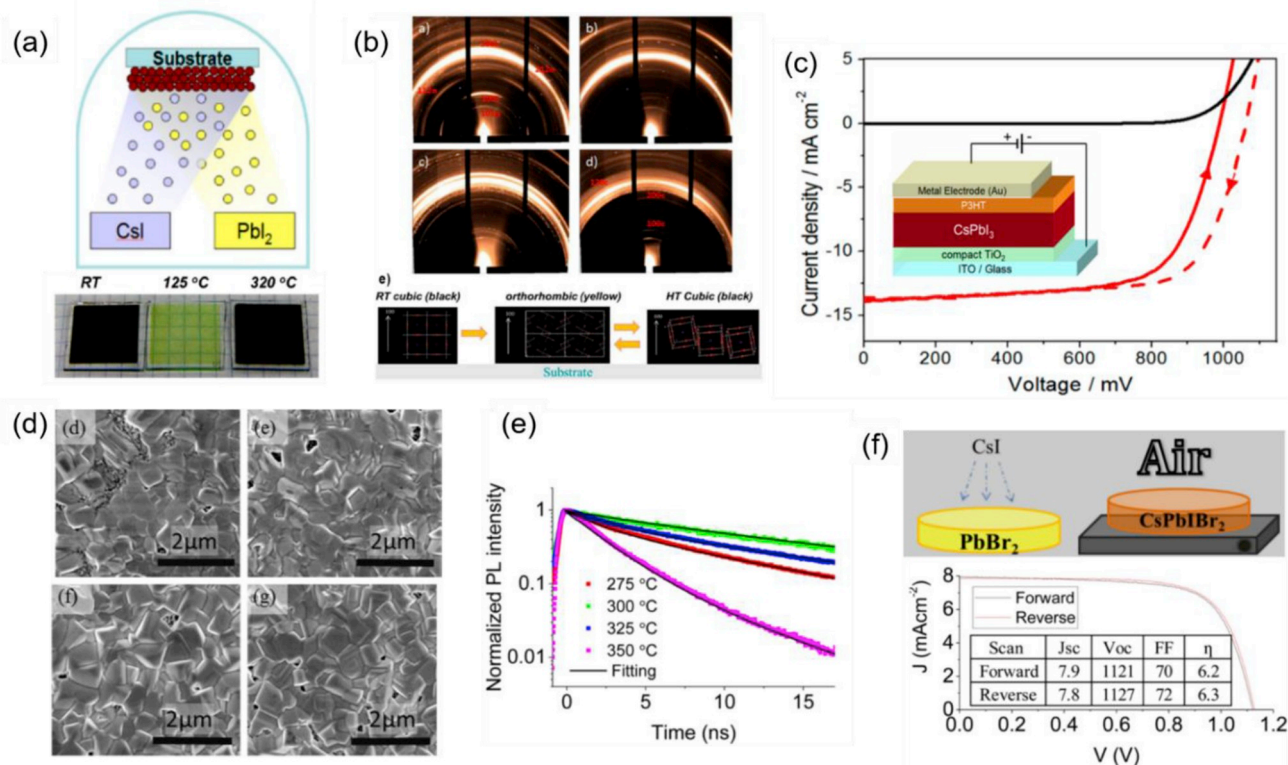 (a)
Substrate
CsI
PbI2
RT 125 °C 320 °C
(b)
a)
b)
c)
d)
e)
RT cubic (black) orthorhombic (yellow) HT Cubic (black)
Substrate
(c)
Current density / mA cm-2
5
0
-5
-10
-15
+ -
Metal Electrode (Au)
P3HT
CsPbI3
compact TiO2
ITO / Glass
0 200 400 600 800 1000
Voltage / mV
(d)
(d)
2μm
(e)
2μm
(f)
2μm
(g)
2μm
(e)
Normalized PL intensity
1
0.1
0.01
275 °C
300 °C
325 °C
350 °C
Fitting
0 5 10 15
Time (ns)
(f)
CsI
PbBr2
Air
CsPbIBr2
J (mAcm-2)
8
6
4
2
0
Forward
Reverse
Scan Jsc Voc FF η
Forward 7.9 1121 70 6.2
Reverse 7.8 1127 72 6.3
0.0 0.2 0.4 0.6 0.8 1.0 1.2
V (V)